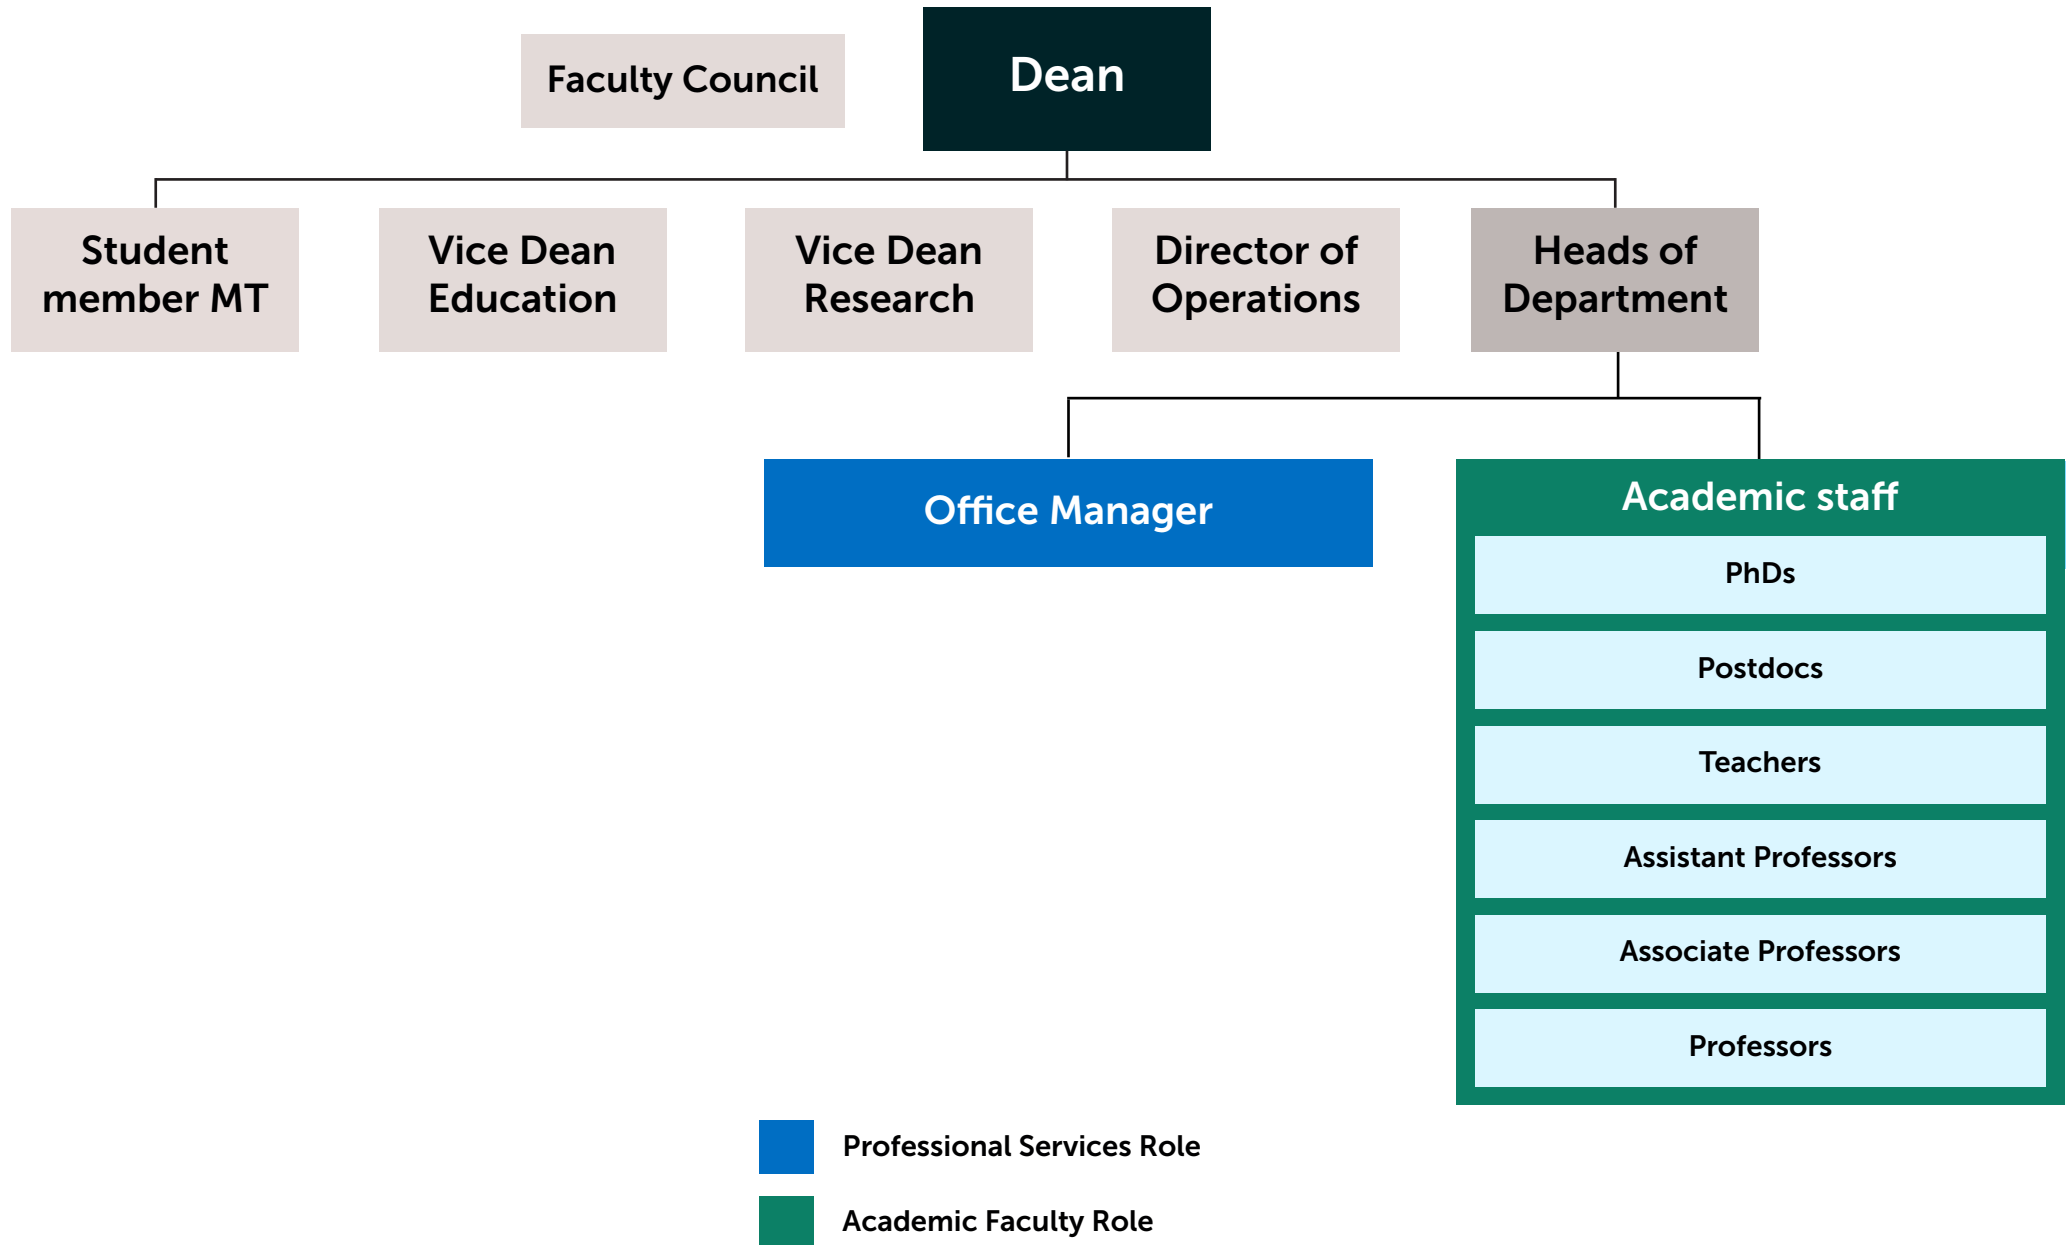 Faculty Council
Dean
Student
member MT
Vice Dean
Education
Vice Dean
Research
Director of
Operations
Heads of
Department
Office Manager
Academic staff
PhDs
Postdocs
Teachers
Assistant Professors
Associate Professors
Professors
Professional Services Role
Academic Faculty Role